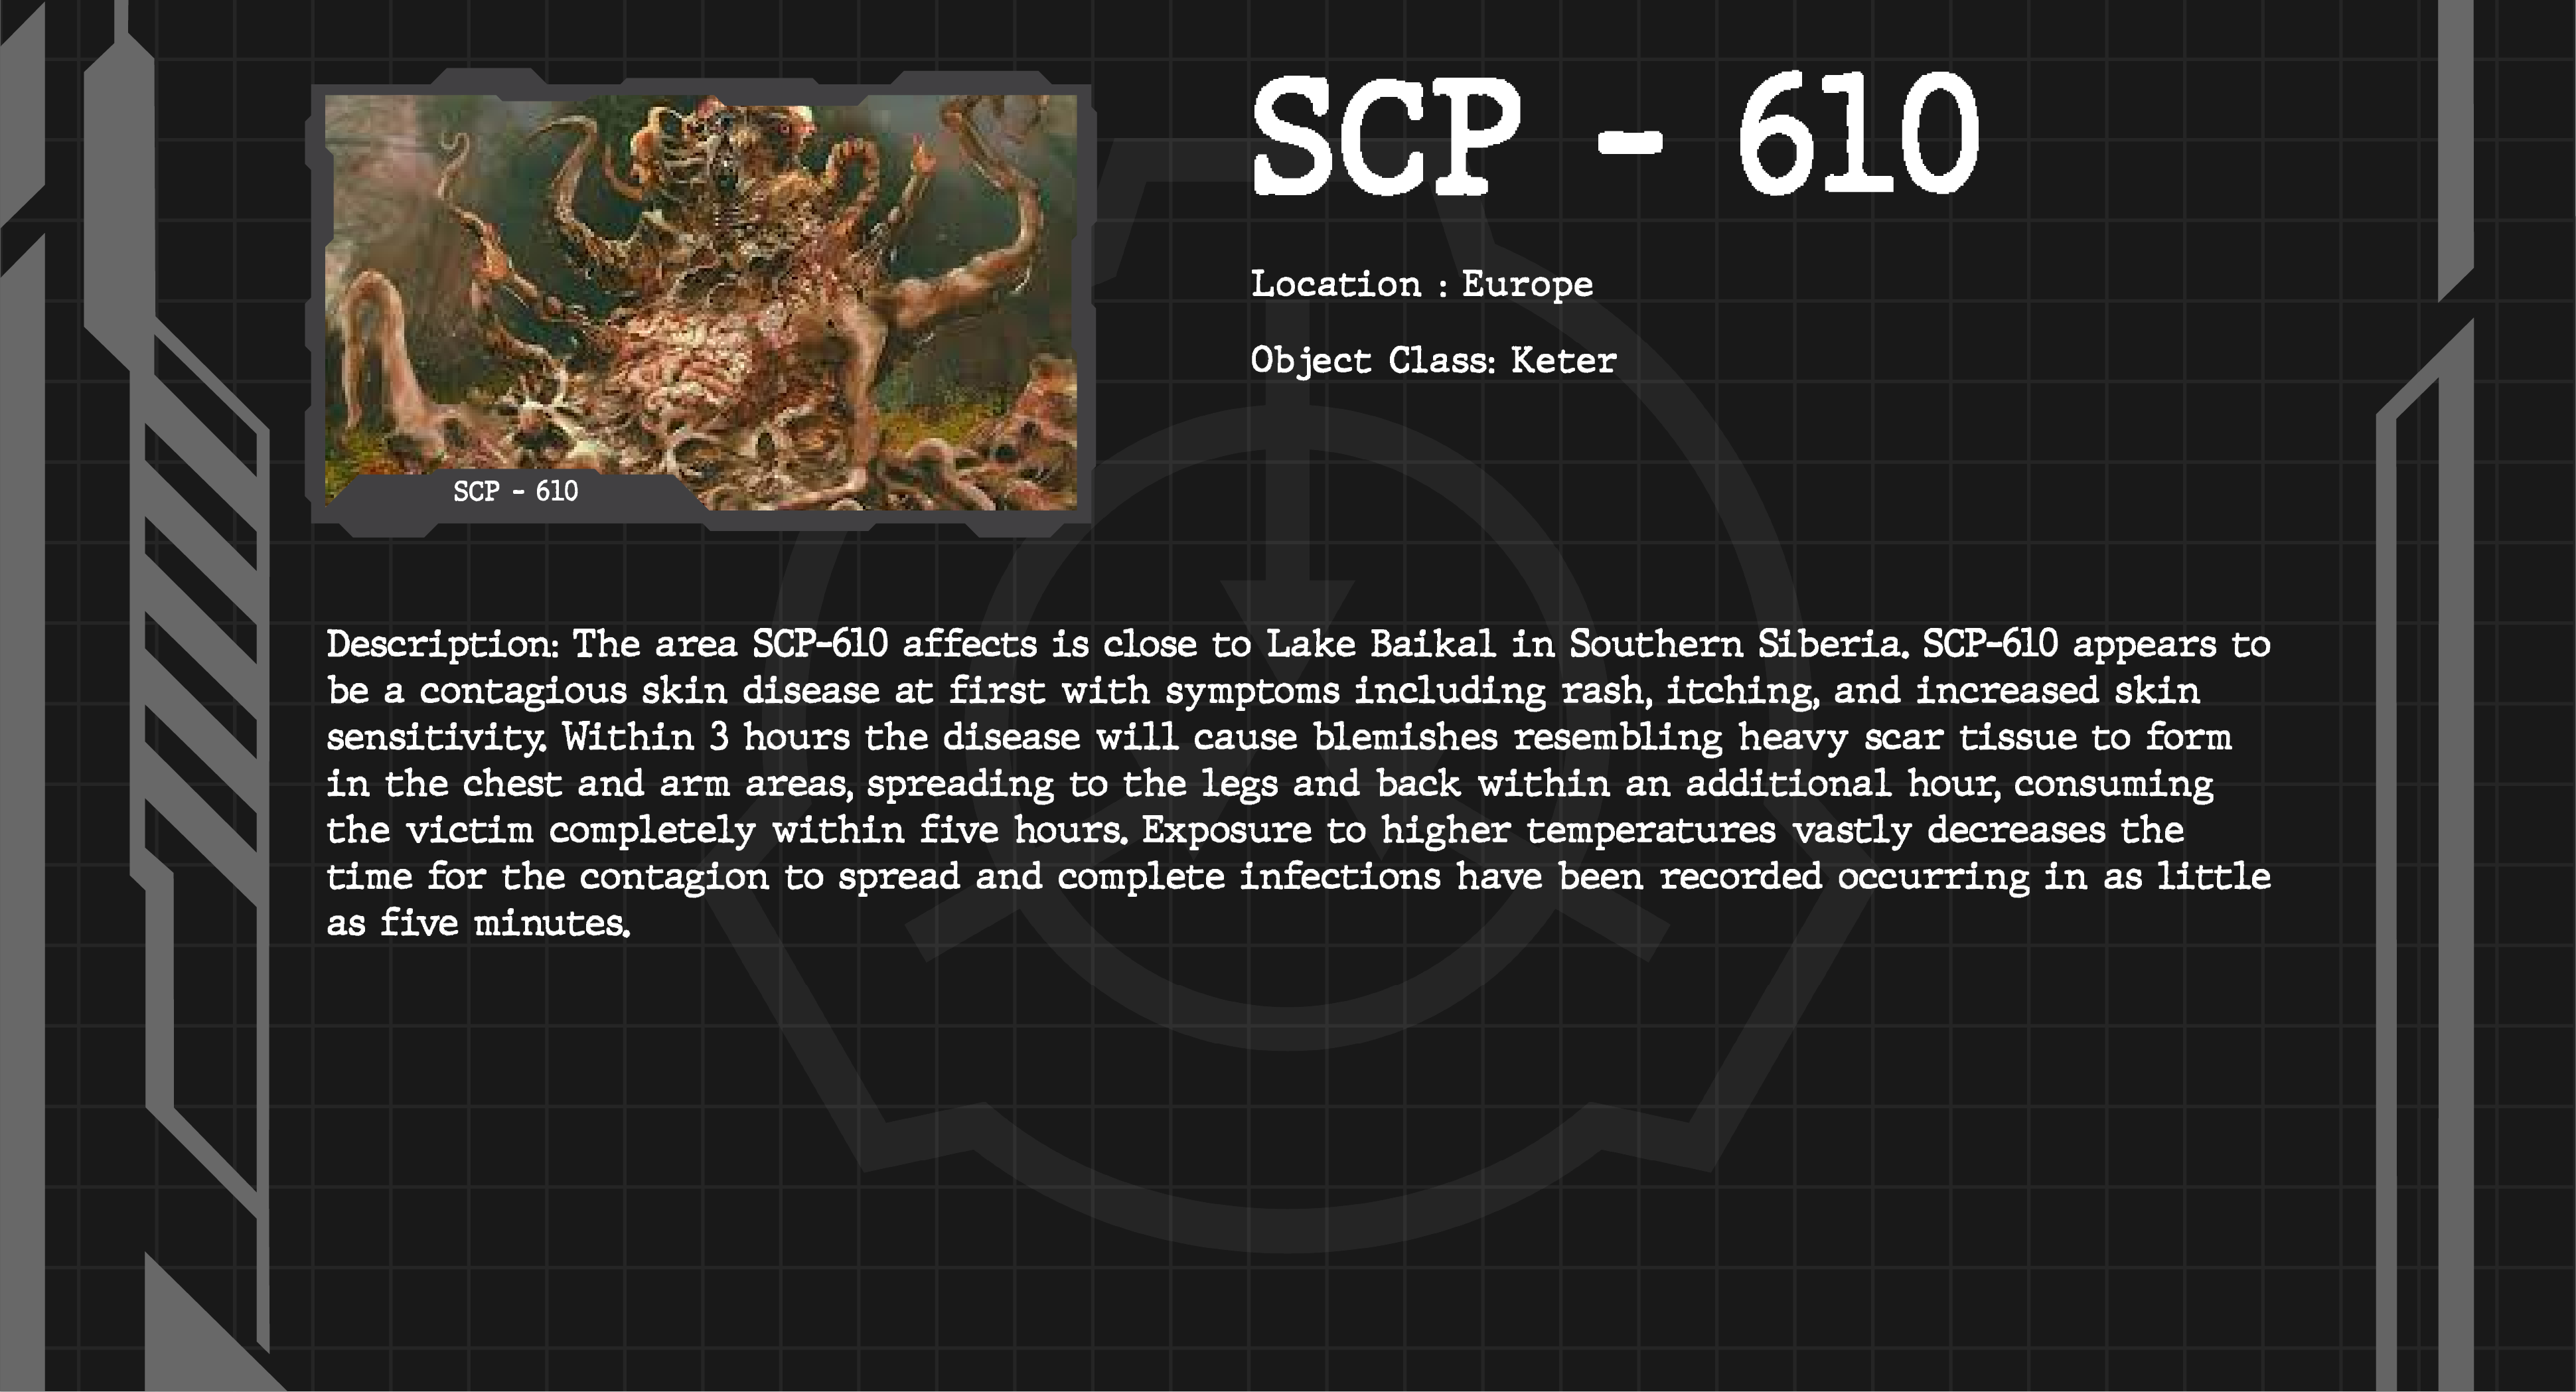 SCP - 610
Location : Europe
Object Class: Keter
SCP - 610
Description: The area SCP-610 affects is close to Lake Baikal in Southern Siberia. SCP-610 appears to
be a contagious skin disease at first with symptoms including rash, itching, and increased skin
sensitivity. Within 3 hours the disease will cause blemishes resembling heavy scar tissue to form
in the chest and arm areas, spreading to the legs and back within an additional hour, consuming
the victim completely within five hours. Exposure to higher temperatures vastly decreases the
time for the contagion to spread and complete infections have been recorded occurring in as little
as five minutes.